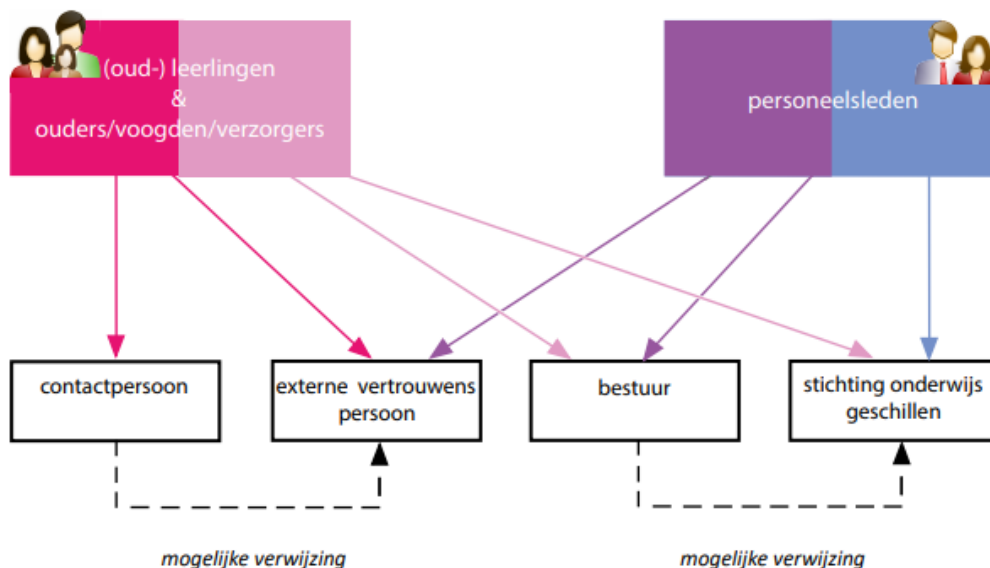 (oud-) leerlingen
&
ouders/voogden/verzorgers
personeelsleden
contactpersoon
externe vertrouwens
persoon
bestuur
stichting onderwijs
geschillen
mogelijke verwijzing
mogelijke verwijzing